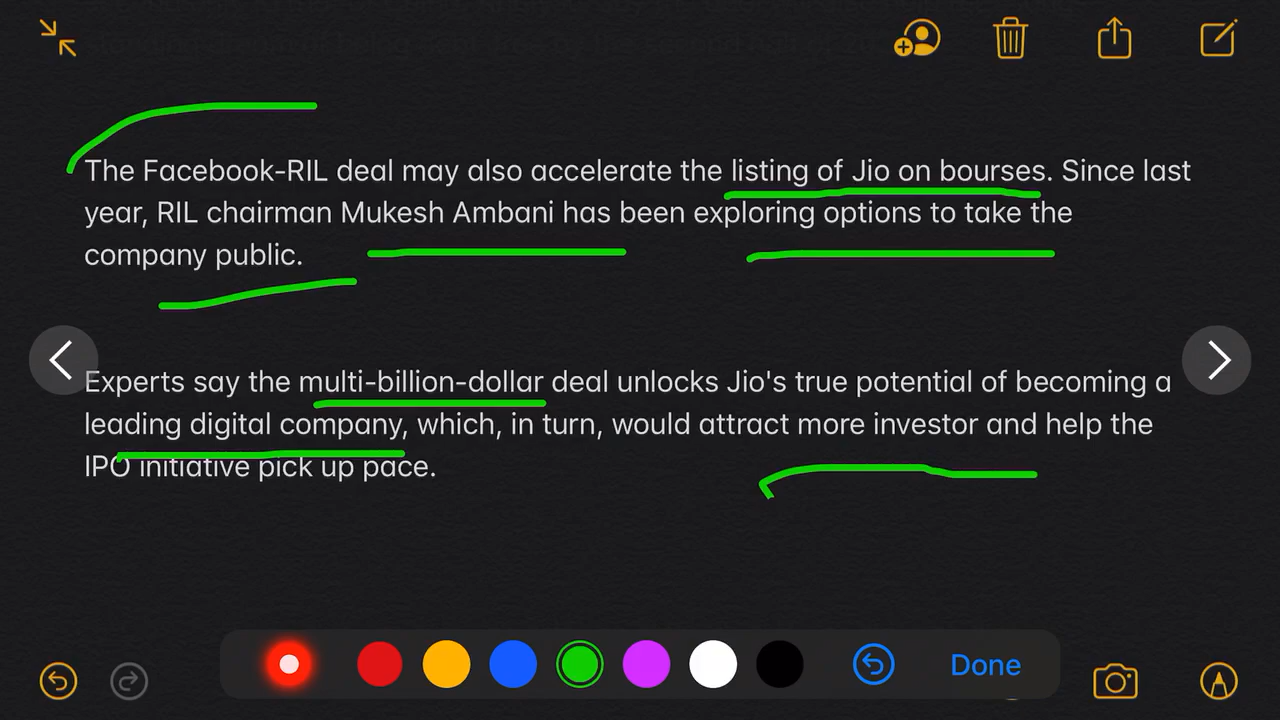 The Facebook-RIL deal may also accelerate the listing of Jio on bourses. Since last
year, RIL chairman Mukesh Ambani has been exploring options to take the
company public.
Experts say the multi-billion-dollar deal unlocks Jio's true potential of becoming a
leading digital company, which, in turn, would attract more investor and help the
IPO initiative pick up pace.
Done